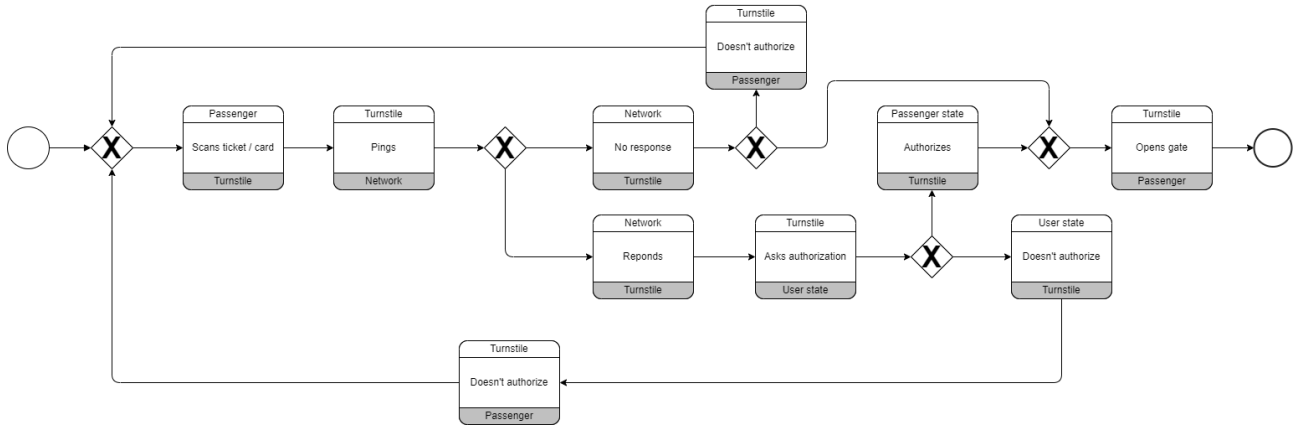 Turnstile
Doesn't authorize
Passenger
Passenger
Scans ticket / card
Turnstile
Turnstile
Pings
Network
Network
No response
Turnstile
Passenger state
Authorizes
Turnstile
Turnstile
Opens gate
Passenger
Network
Reponds
Turnstile
Turnstile
Asks authorization
User state
User state
Doesn't authorize
Turnstile
Turnstile
Doesn't authorize
Passenger